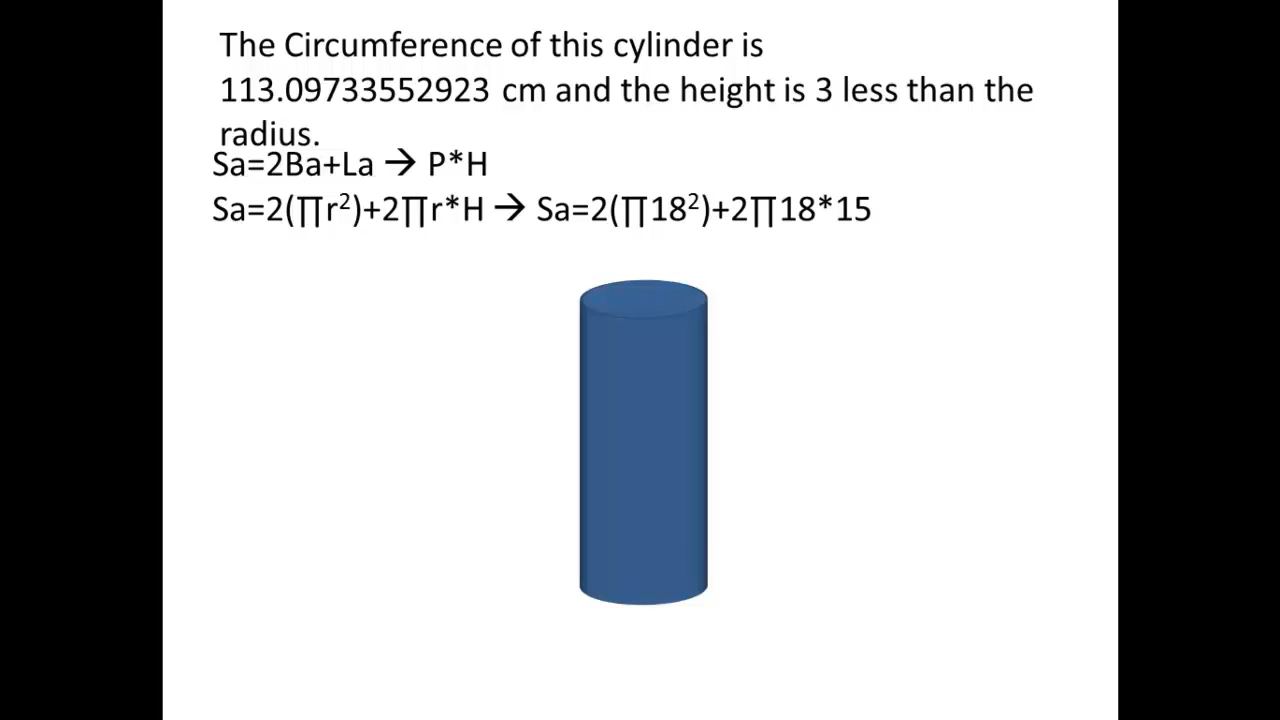 The Circumference of this cylinder is
113.09733552923 cm and the height is 3 less than the
radius.
Sa=2Ba+La → P*H
Sa=2(∏r²)+2∏r*H → Sa=2(∏18²)+2∏18*15